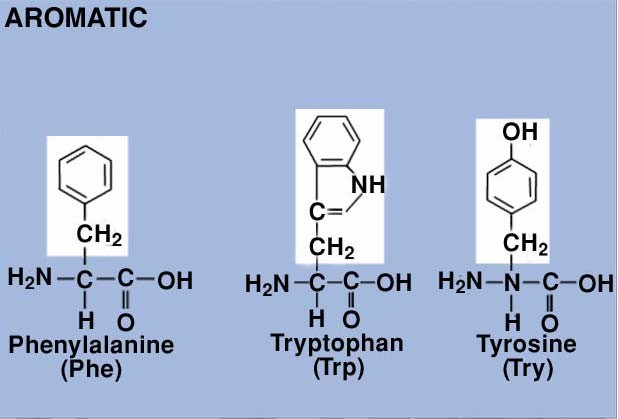 AROMATIC
CH2
H2N C C OH
H O
Phenylalanine
(Phe)
NH
C
CH2
H2N C C OH
H O
Tryptophan
(Trp)
OH
CH2
H2N N C OH
H O
Tyrosine
(Try)